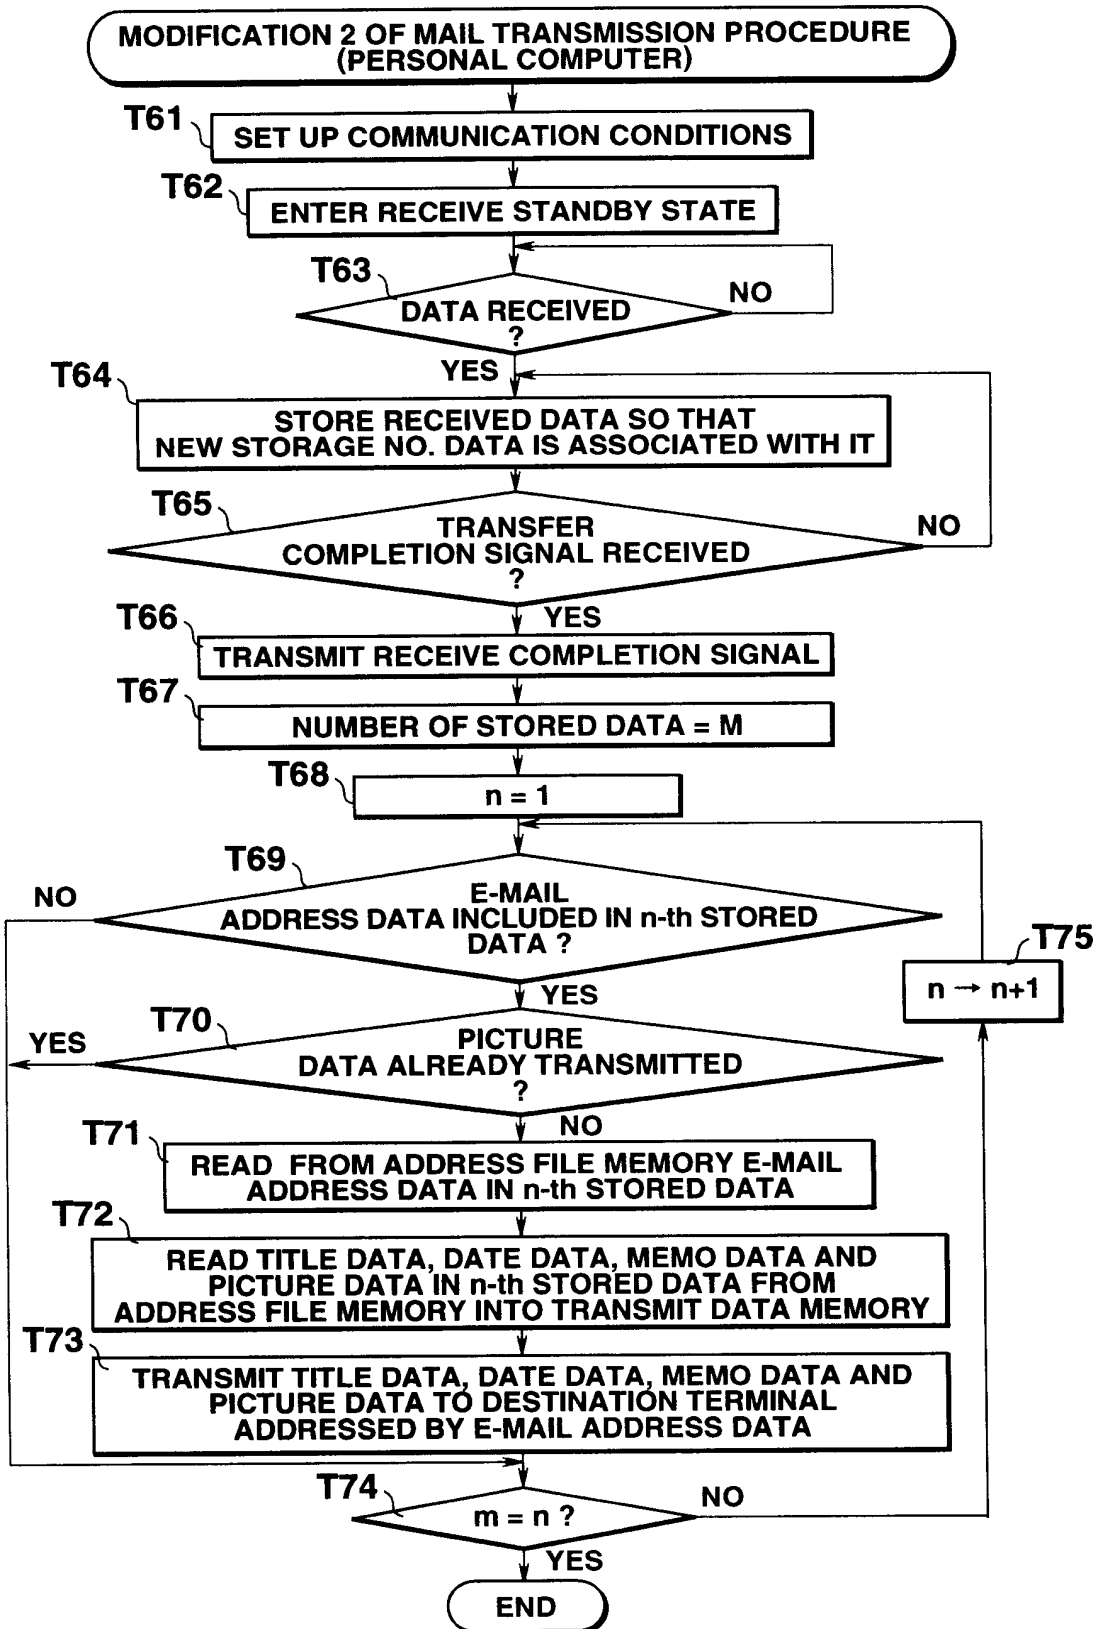 MODIFICATION 2 OF MAIL TRANSMISSION PROCEDURE
(PERSONAL COMPUTER)
T61
SET UP COMMUNICATION CONDITIONS
T62
ENTER RECEIVE STANDBY STATE
T63
DATA RECEIVED
?
NO
YES
T64
STORE RECEIVED DATA SO THAT
NEW STORAGE NO. DATA IS ASSOCIATED WITH IT
T65
TRANSFER
COMPLETION SIGNAL RECEIVED
?
NO
YES
T66
TRANSMIT RECEIVE COMPLETION SIGNAL
T67
NUMBER OF STORED DATA = M
T68
n = 1
T69
NO
E-MAIL
ADDRESS DATA INCLUDED IN n-th STORED
DATA ?
YES
T75
n → n+1
T70
YES
PICTURE
DATA ALREADY TRANSMITTED
?
NO
T71
READ FROM ADDRESS FILE MEMORY E-MAIL
ADDRESS DATA IN n-th STORED DATA
T72
READ TITLE DATA, DATE DATA, MEMO DATA AND
PICTURE DATA IN n-th STORED DATA FROM
ADDRESS FILE MEMORY INTO TRANSMIT DATA MEMORY
T73
TRANSMIT TITLE DATA, DATE DATA, MEMO DATA AND
PICTURE DATA TO DESTINATION TERMINAL
ADDRESSED BY E-MAIL ADDRESS DATA
T74
m = n ?
NO
YES
END